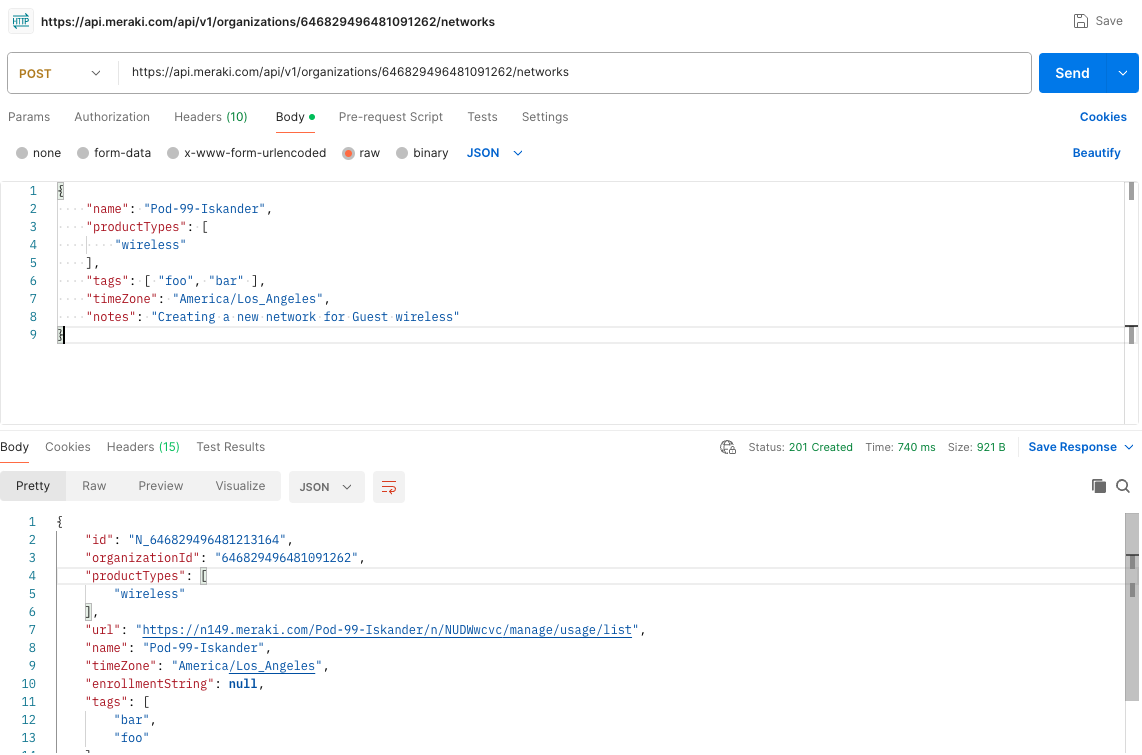 HTTP https://api.meraki.com/api/v1/organizations/646829496481091262/networks Save
POST https://api.meraki.com/api/v1/organizations/646829496481091262/networks Send
Params Authorization Headers (10) Body Pre-request Script Tests Settings Cookies
none form-data x-www-form-urlencoded raw binary JSON Beautify
1 {
2 "name": "Pod-99-Iskander",
3 "productTypes": [
4 "wireless"
5 ],
6 "tags": [ "foo", "bar" ],
7 "timeZone": "America/Los_Angeles",
8 "notes": "Creating a new network for Guest wireless"
9 }
Body Cookies Headers (15) Test Results Status: 201 Created Time: 740 ms Size: 921 B Save Response
Pretty Raw Preview Visualize JSON
1 {
2 "id": "N_646829496481213164",
3 "organizationId": "646829496481091262",
4 "productTypes": [
5 "wireless"
6 ],
7 "url": "https://n149.meraki.com/Pod-99-Iskander/n/NUDWwcvc/manage/usage/list",
8 "name": "Pod-99-Iskander",
9 "timeZone": "America/Los_Angeles",
10 "enrollmentString": null,
11 "tags": [
12 "bar",
13 "foo"